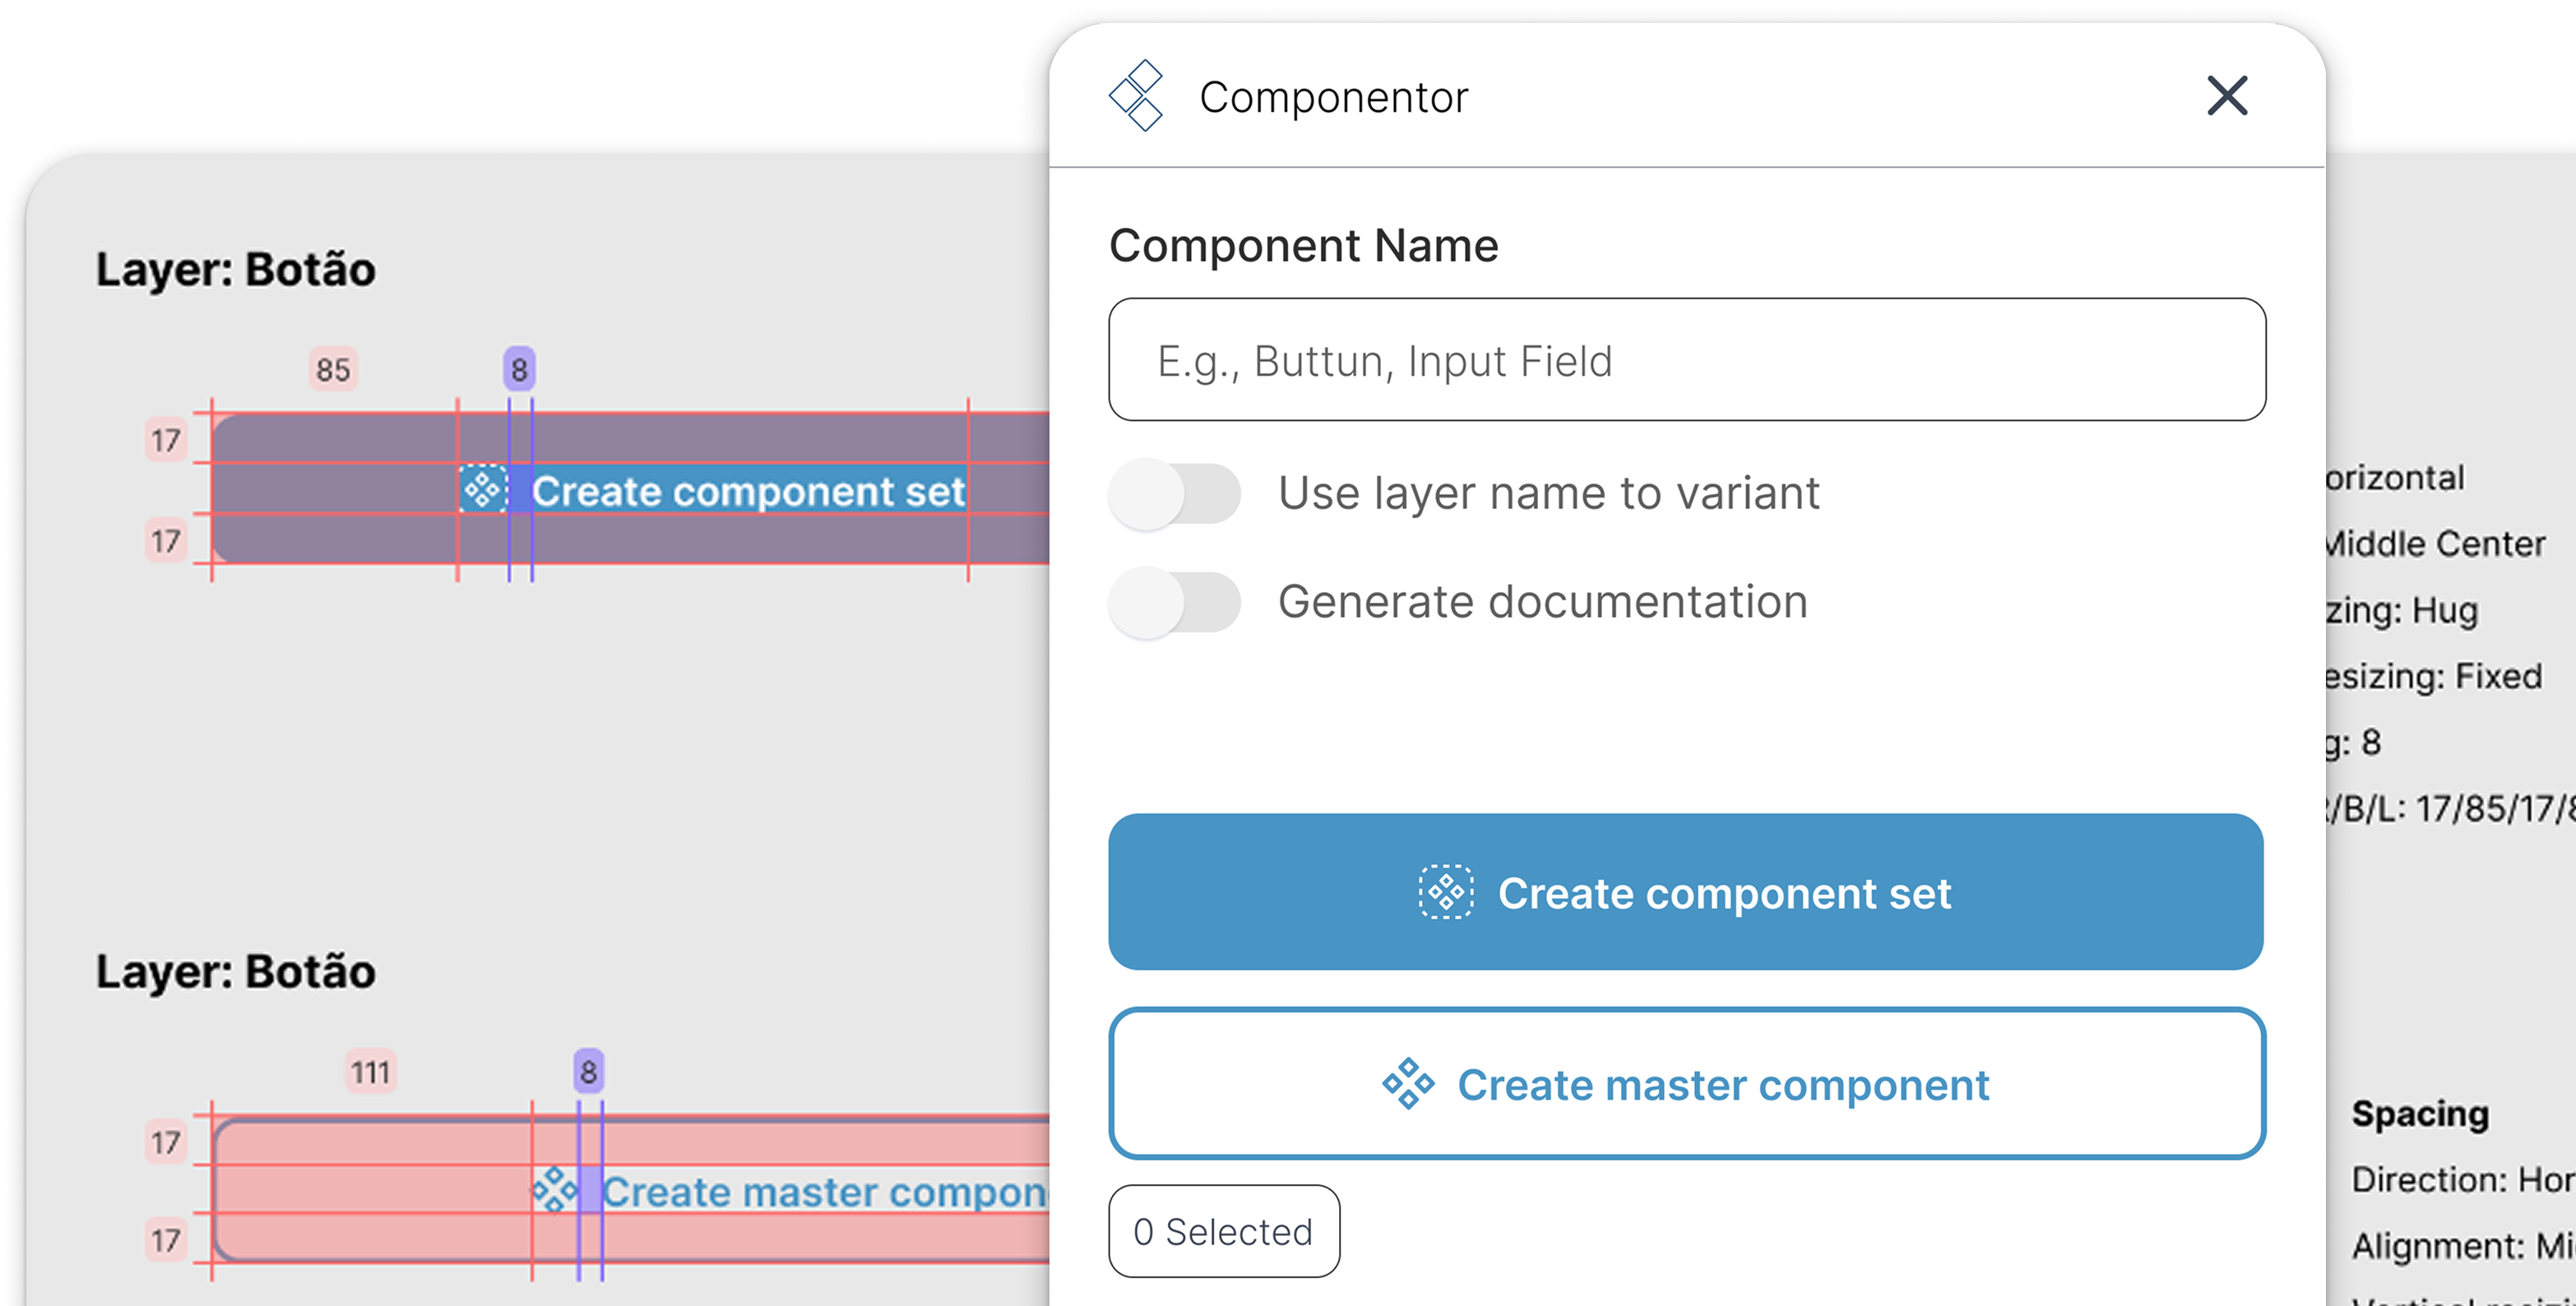 Componentor
Component Name
E.g., Buttun, Input Field
Use layer name to variant
Generate documentation
Create component set
Create master component
0 Selected
Layer: Botão
85
8
17
Create component set
17
Layer: Botão
111
8
17
Create master compon
17
orizontal
Middle Center
zing: Hug
esizing: Fixed
g: 8
/B/L: 17/85/17/8
Spacing
Direction: Hor
Alignment: Mi